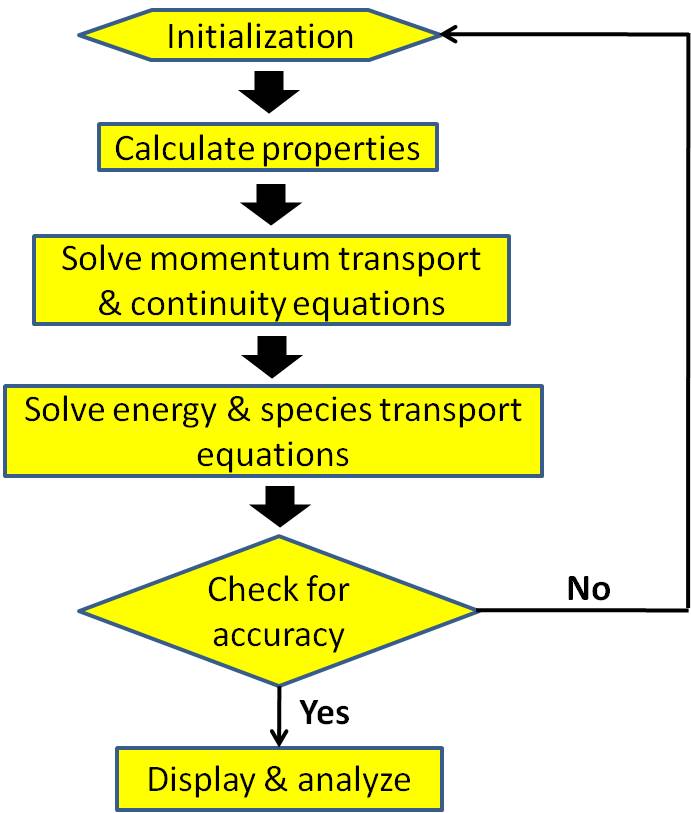 Initialization
Calculate properties
Solve momentum transport
& continuity equations
Solve energy & species transport
equations
Check for
accuracy
No
Yes
Display & analyze